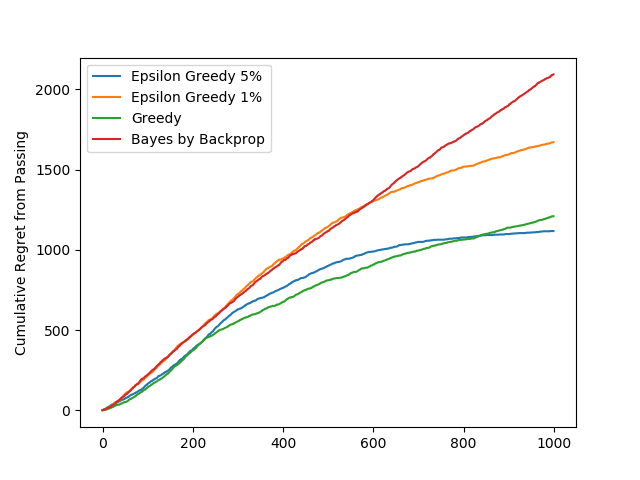 Cumulative Regret from Passing
2000
1500
1000
500
0
Epsilon Greedy 5%
Epsilon Greedy 1%
Greedy
Bayes by Backprop
0 200 400 600 800 1000